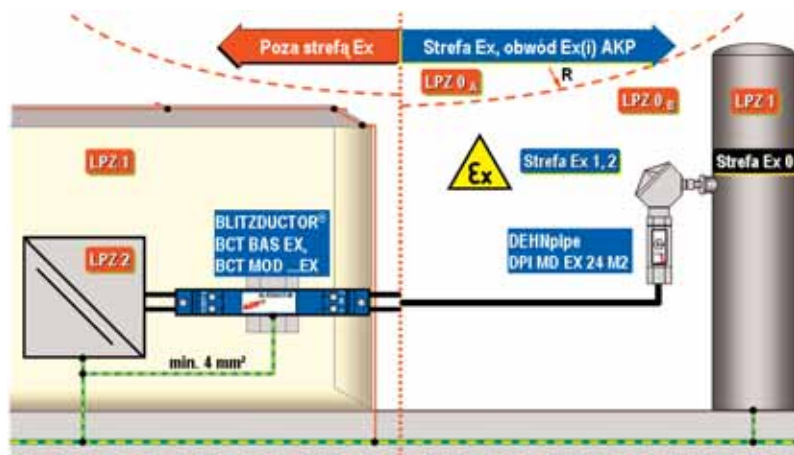 Poza strefą Ex
Strefa Ex, obwód Ex(i) AKP
R
LPZ 0 A
LPZ 0 B
LPZ 1
LPZ 1
Ex
Strefa Ex 1, 2
Strefa Ex 0
BLITZDUCTOR®
BCT BAS EX,
BCT MOD ...EX
DEHNpipe
DPI MD EX 24 M2
LPZ 2
min. 4 mm²